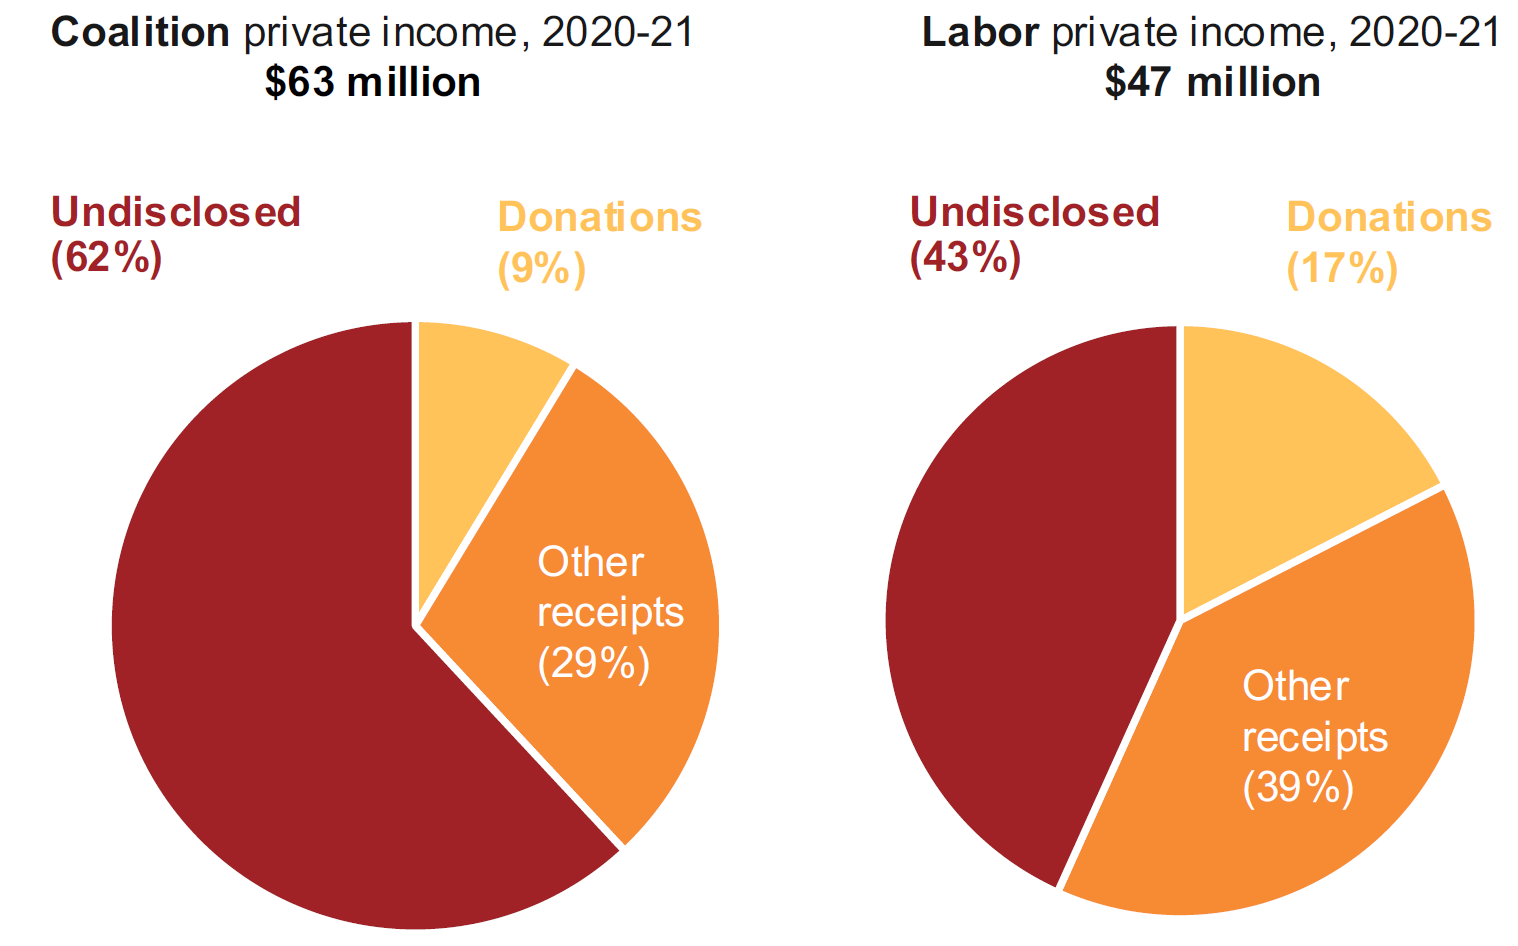 Coalition private income, 2020-21
$63 million
Undisclosed
(62%)
Donations
(9%)
Other
receipts
(29%)
Labor private income, 2020-21
$47 million
Undisclosed
(43%)
Donations
(17%)
Other
receipts
(39%)